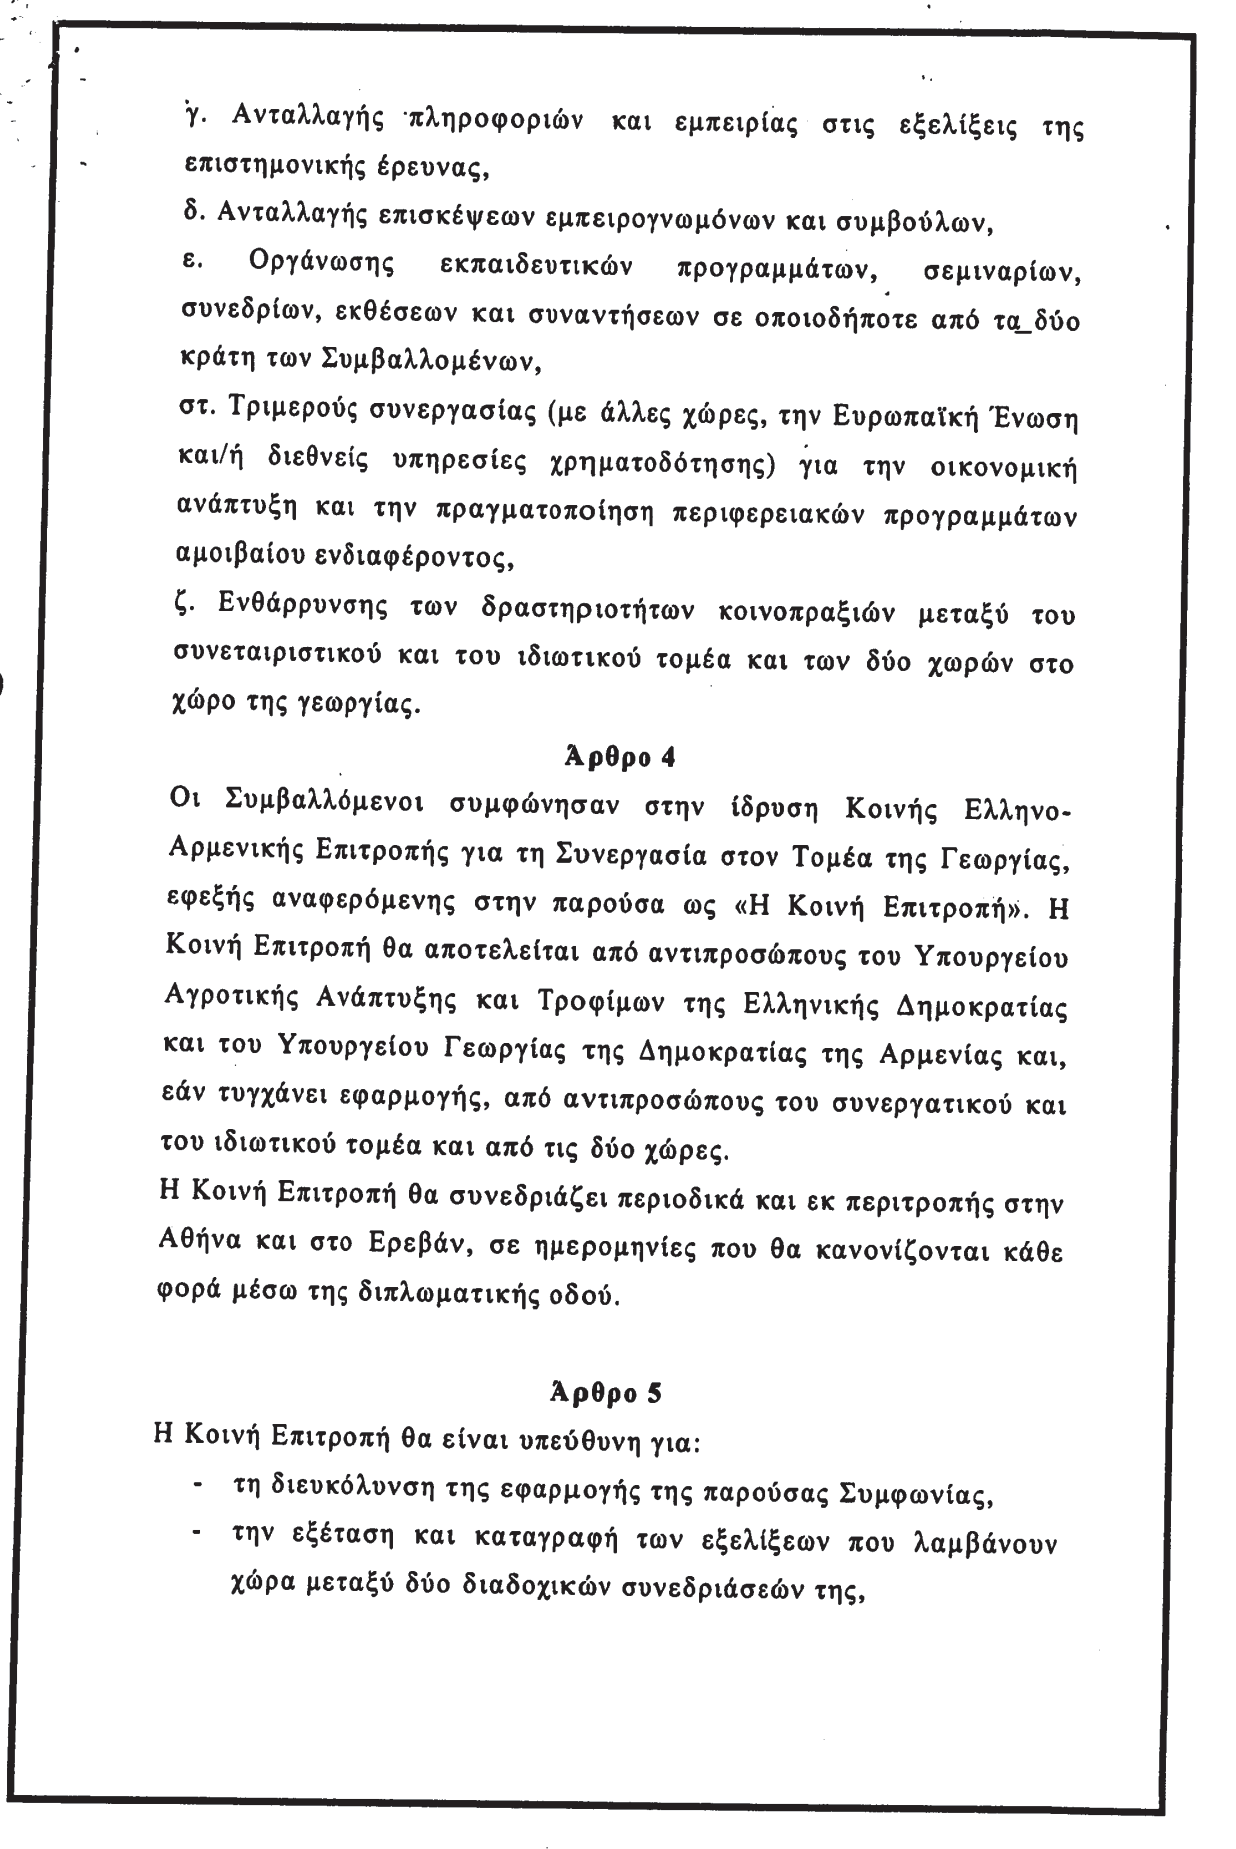 γ. Ανταλλαγής πληροφοριών και εμπειρίας στις εξελίξεις της
επιστημονικής έρευνας,
δ. Ανταλλαγής επισκέψεων εμπειρογνωμόνων και συμβούλων,
ε. Οργάνωσης εκπαιδευτικών προγραμμάτων, σεμιναρίων,
συνεδρίων, εκθέσεων και συναντήσεων σε οποιοδήποτε από τα δύο
κράτη των Συμβαλλομένων,
στ. Τριμερούς συνεργασίας (με άλλες χώρες, την Ευρωπαϊκή Ένωση
και/ή διεθνείς υπηρεσίες χρηματοδότησης) για την οικονομική
ανάπτυξη και την πραγματοποίηση περιφερειακών προγραμμάτων
αμοιβαίου ενδιαφέροντος,
ζ. Ενθάρρυνσης των δραστηριοτήτων κοινοπραξιών μεταξύ του
συνεταιριστικού και του ιδιωτικού τομέα και των δύο χωρών στο
χώρο της γεωργίας.
Άρθρο 4
Οι Συμβαλλόμενοι συμφώνησαν στην ίδρυση Κοινής Ελληνο-
Αρμενικής Επιτροπής για τη Συνεργασία στον Τομέα της Γεωργίας,
εφεξής αναφερόμενης στην παρούσα ως «Η Κοινή Επιτροπή». Η
Κοινή Επιτροπή θα αποτελείται από αντιπροσώπους του Υπουργείου
Αγροτικής Ανάπτυξης και Τροφίμων της Ελληνικής Δημοκρατίας
και του Υπουργείου Γεωργίας της Δημοκρατίας της Αρμενίας και,
εάν τυγχάνει εφαρμογής, από αντιπροσώπους του συνεργατικού και
του ιδιωτικού τομέα και από τις δύο χώρες.
Η Κοινή Επιτροπή θα συνεδριάζει περιοδικά και εκ περιτροπής στην
Αθήνα και στο Ερεβάν, σε ημερομηνίες που θα κανονίζονται κάθε
φορά μέσω της διπλωματικής οδού.
Άρθρο 5
Η Κοινή Επιτροπή θα είναι υπεύθυνη για:
- τη διευκόλυνση της εφαρμογής της παρούσας Συμφωνίας,
- την εξέταση και καταγραφή των εξελίξεων που λαμβάνουν
χώρα μεταξύ δύο διαδοχικών συνεδριάσεών της,